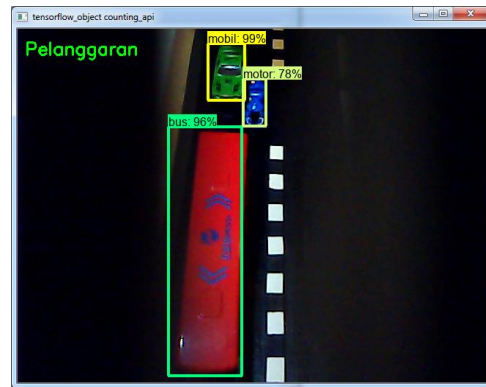 tensorflow_object counting_api
Pelanggaran
mobil: 99%
motor: 78%
bus: 96%